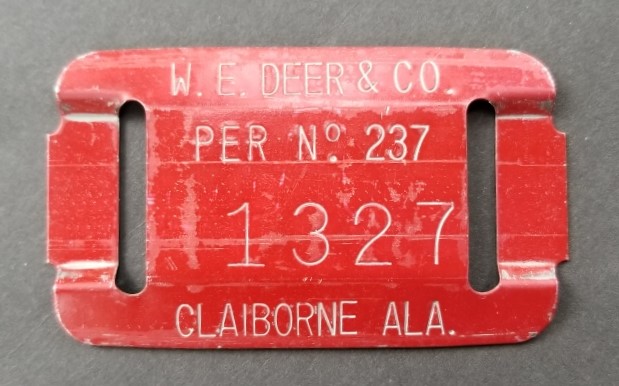 W. E. DEER & CO.
PER Nº 237
1327
CLAIBORNE ALA.